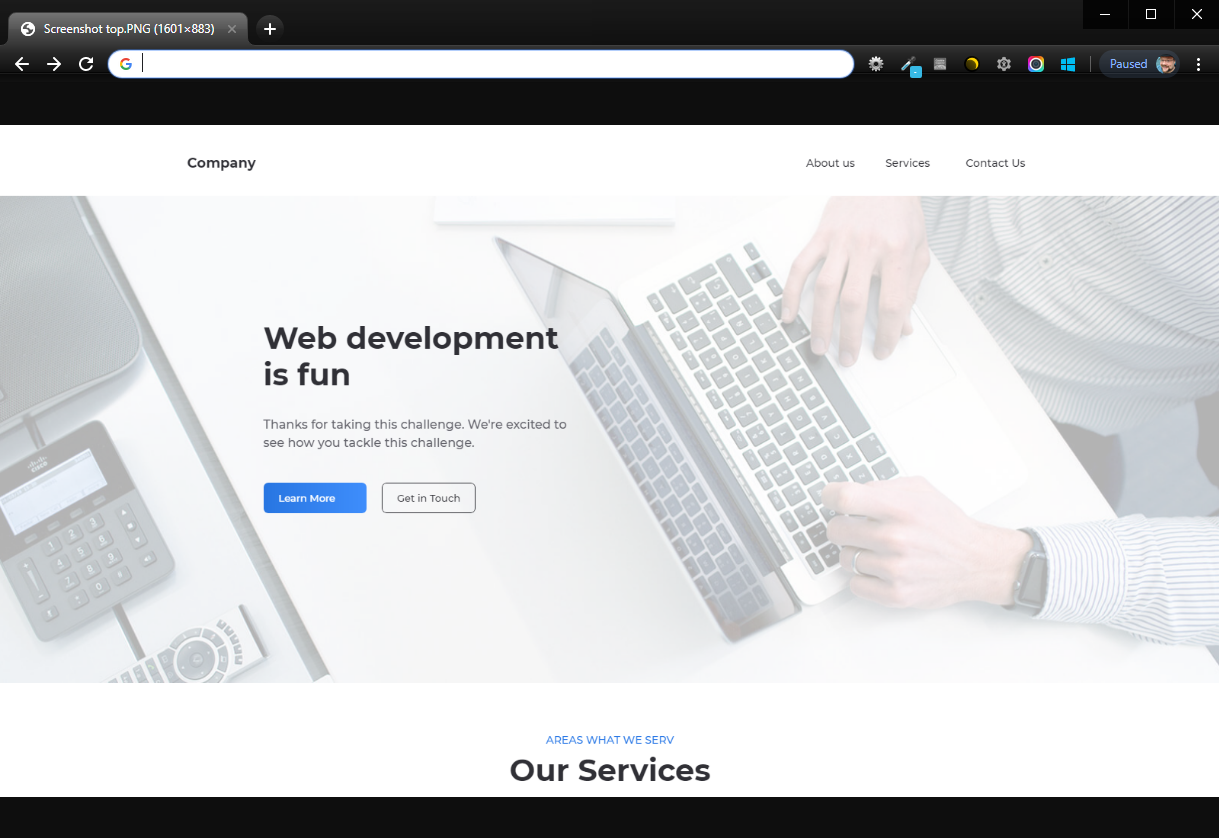 Screenshot top.PNG (1601×883)
Paused
Company
About us
Services
Contact Us
Web development
is fun
Thanks for taking this challenge. We're excited to
see how you tackle this challenge.
Learn More
Get in Touch
AREAS WHAT WE SERV
Our Services